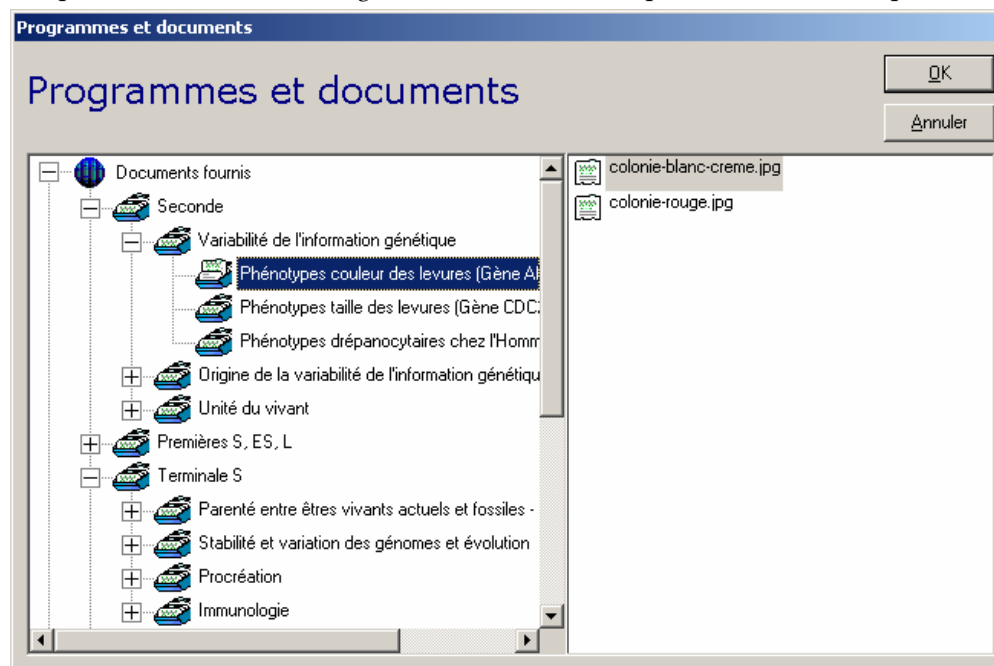 Programmes et documents
Programmes et documents
OK
Annuler
Documents fournis
Seconde
Variabilité de l'information génétique
Phénotypes couleur des levures (Gène
Phénotypes taille des levures (Gène
Phénotypes drépanocytaires chez
Origine de la variabilité de l'information
Unité du vivant
Premières S, ES, L
Terminale S
Parenté entre êtres vivants actuels et fossiles -
Stabilité et variation des génomes et évolution
Procréation
Immunologie
colonie-blanc-creme.jpg
colonie-rouge.jpg